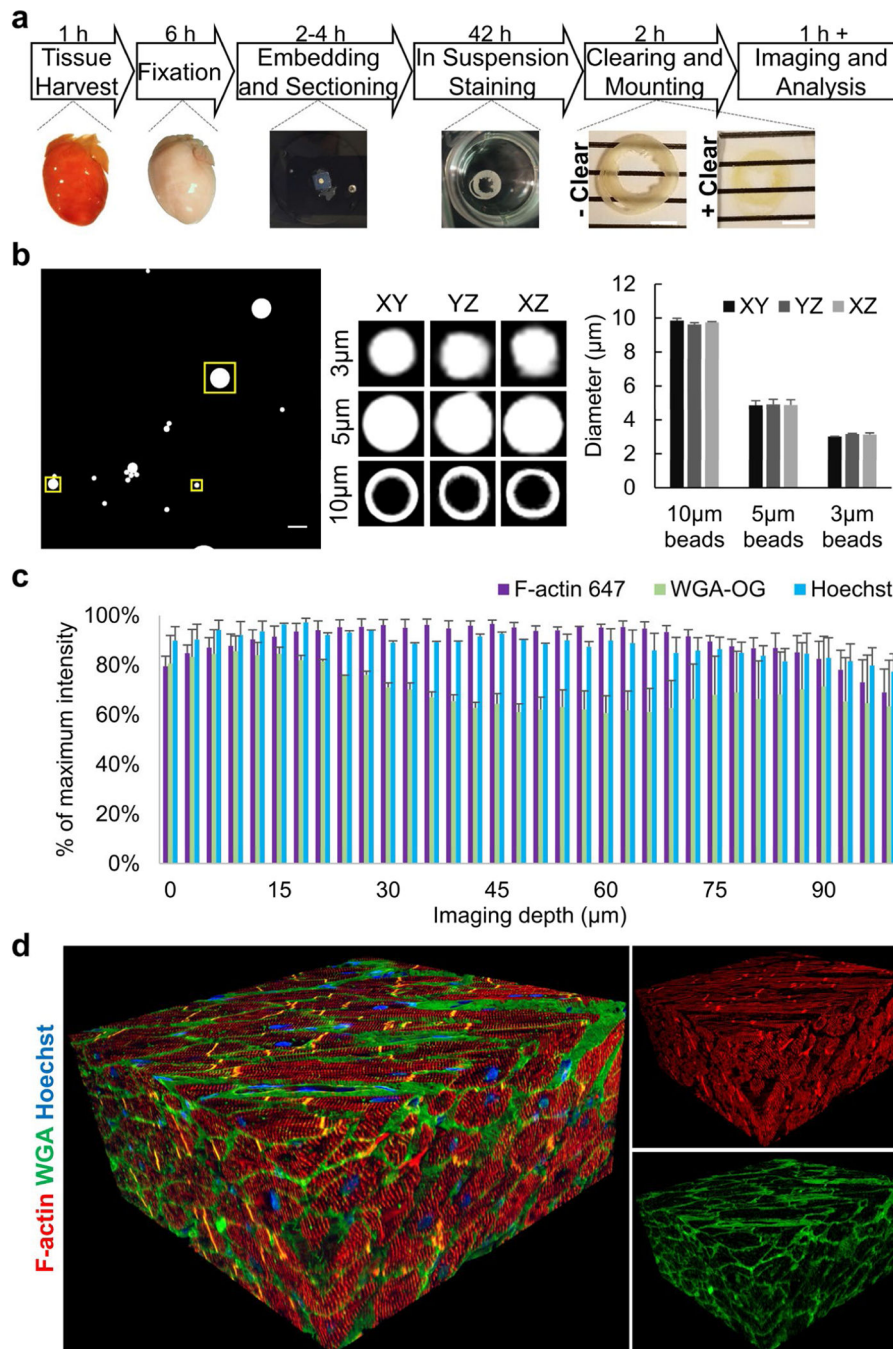 a
1 h
Tissue
Harvest
6 h
Fixation
2-4 h
Embedding
and Sectioning
42 h
In Suspension
Staining
2 h
Clearing and
Mounting
1 h +
Imaging and
Analysis
- Clear
+ Clear
b
XY YZ XZ
3µm
5µm
10µm
Diameter (µm)
12
10
8
6
4
2
0
XY YZ XZ
10µm
beads
5µm
beads
3µm
beads
c
F-actin 647 WGA-OG Hoechst
% of maximum intensity
100%
80%
60%
40%
20%
0%
0 15 30 45 60 75 90
Imaging depth (µm)
d
F-actin WGA Hoechst